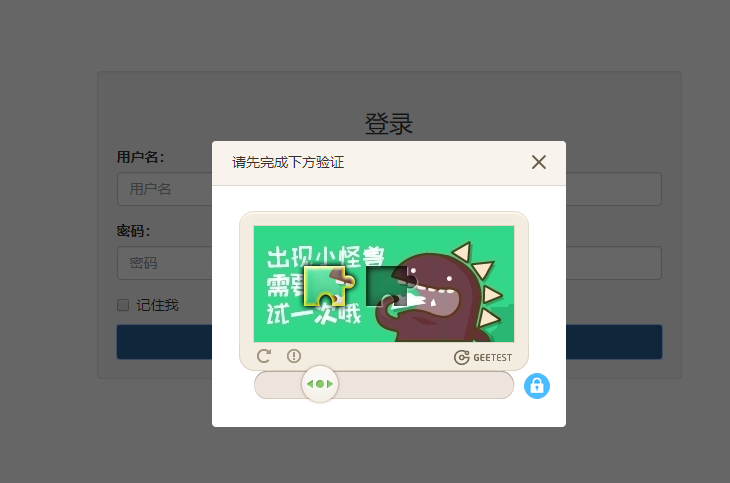 登录
用户名：
用户名
密码：
密码
记住我
请先完成下方验证
出现小怪兽
需要
试一次哦
GEETEST